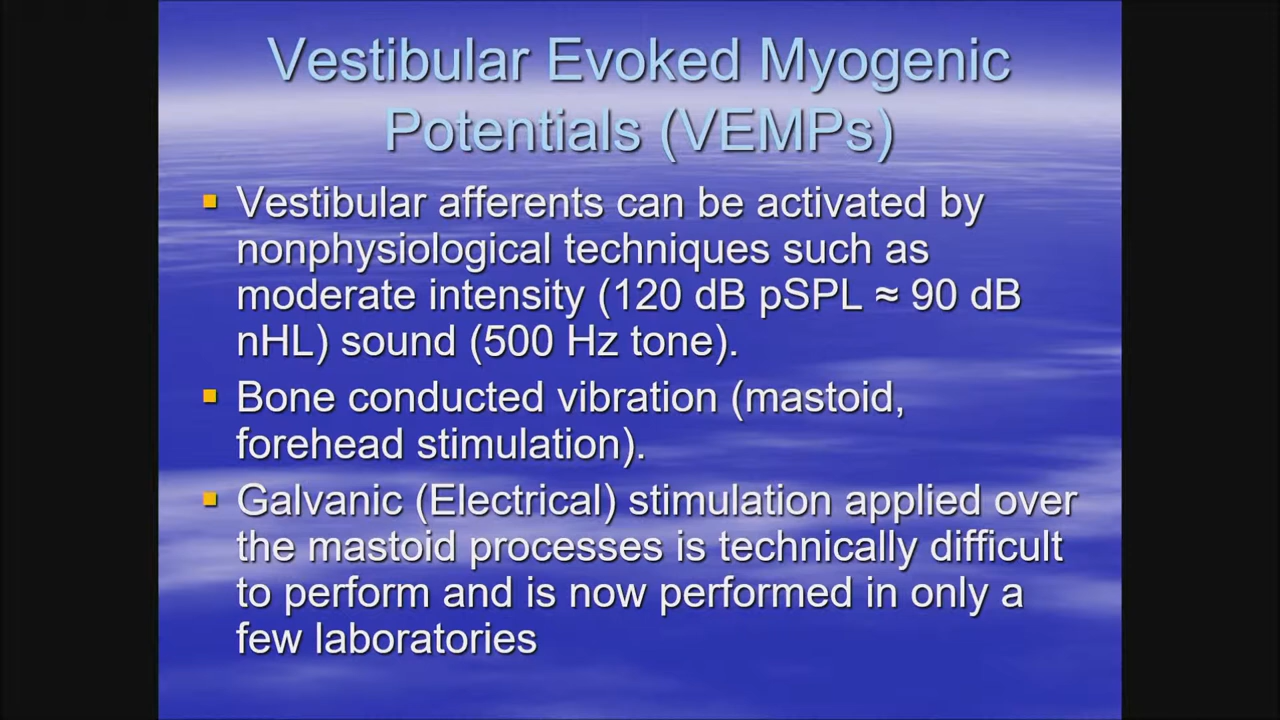 Vestibular Evoked Myogenic
Potentials (VEMPs)
▪ Vestibular afferents can be activated by
nonphysiological techniques such as
moderate intensity (120 dB pSPL ≈ 90 dB
nHL) sound (500 Hz tone).
▪ Bone conducted vibration (mastoid,
forehead stimulation).
▪ Galvanic (Electrical) stimulation applied over
the mastoid processes is technically difficult
to perform and is now performed in only a
few laboratories